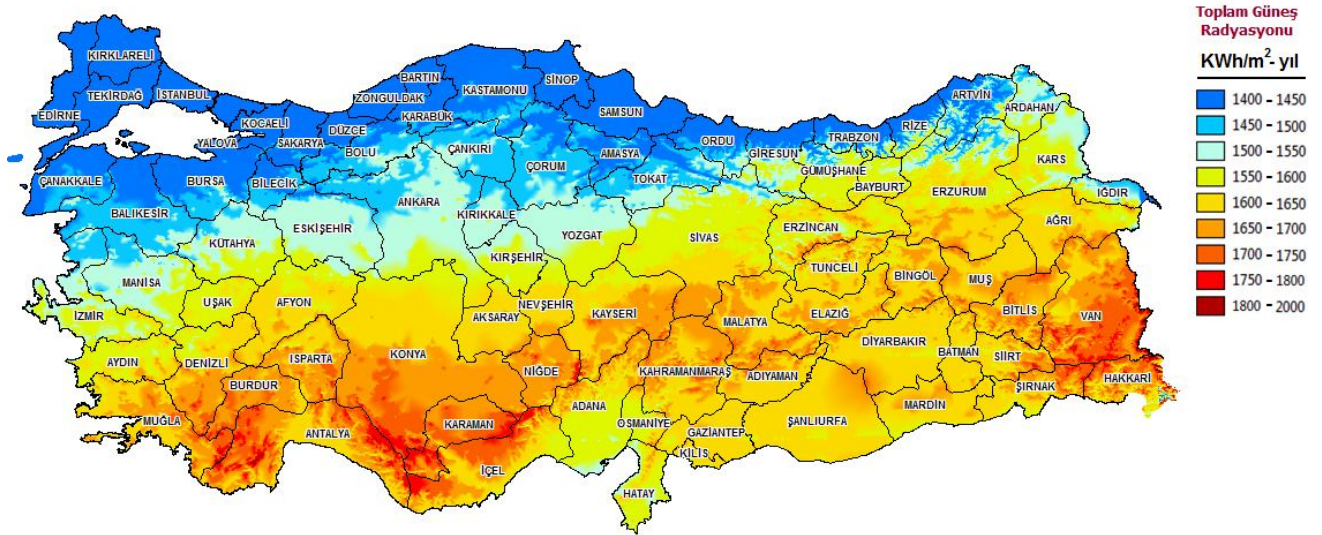 Toplam Güneş
Radyasyonu
KWh/m²- yıl
1400 - 1450
1450 - 1500
1500 - 1550
1550 - 1600
1600 - 1650
1650 - 1700
1700 - 1750
1750 - 1800
1800 - 2000
KIRKLARELİ
TEKİRDAĞ
İSTANBUL
EDİRNE
KOCAELİ
YALOVA
SAKARYA
DÜZCE
ZONGULDAK
BARTIN
KARABÜK
KASTAMONU
SİNOP
SAMSUN
ORDU
GİRESUN
TRABZON
RİZE
ARTVİN
ARDAHAN
ÇANAKKALE
BURSA
BİLECİK
BOLU
ÇANKIRI
ÇORUM
AMASYA
TOKAT
GÜMÜŞHANE
BAYBURT
ERZURUM
KARS
IĞDIR
BALIKESİR
KÜTAHYA
ESKİŞEHİR
ANKARA
KIRIKKALE
YOZGAT
SİVAS
ERZİNCAN
AĞRI
MANİSA
UŞAK
AFYON
KIRŞEHİR
NEVŞEHİR
KAYSERİ
TUNCELİ
BİNGÖL
MUŞ
İZMİR
AKSARAY
MALATYA
ELAZIĞ
BİTLİS
VAN
AYDIN
DENİZLİ
ISPARTA
KONYA
NİĞDE
KAHRAMANMARAŞ
ADIYAMAN
DİYARBAKIR
BATMAN
SİİRT
ŞIRNAK
HAKKARİ
BURDUR
MUĞLA
ANTALYA
KARAMAN
ADANA
OSMANİYE
GAZİANTEP
ŞANLIURFA
MARDİN
KİLİS
İÇEL
HATAY